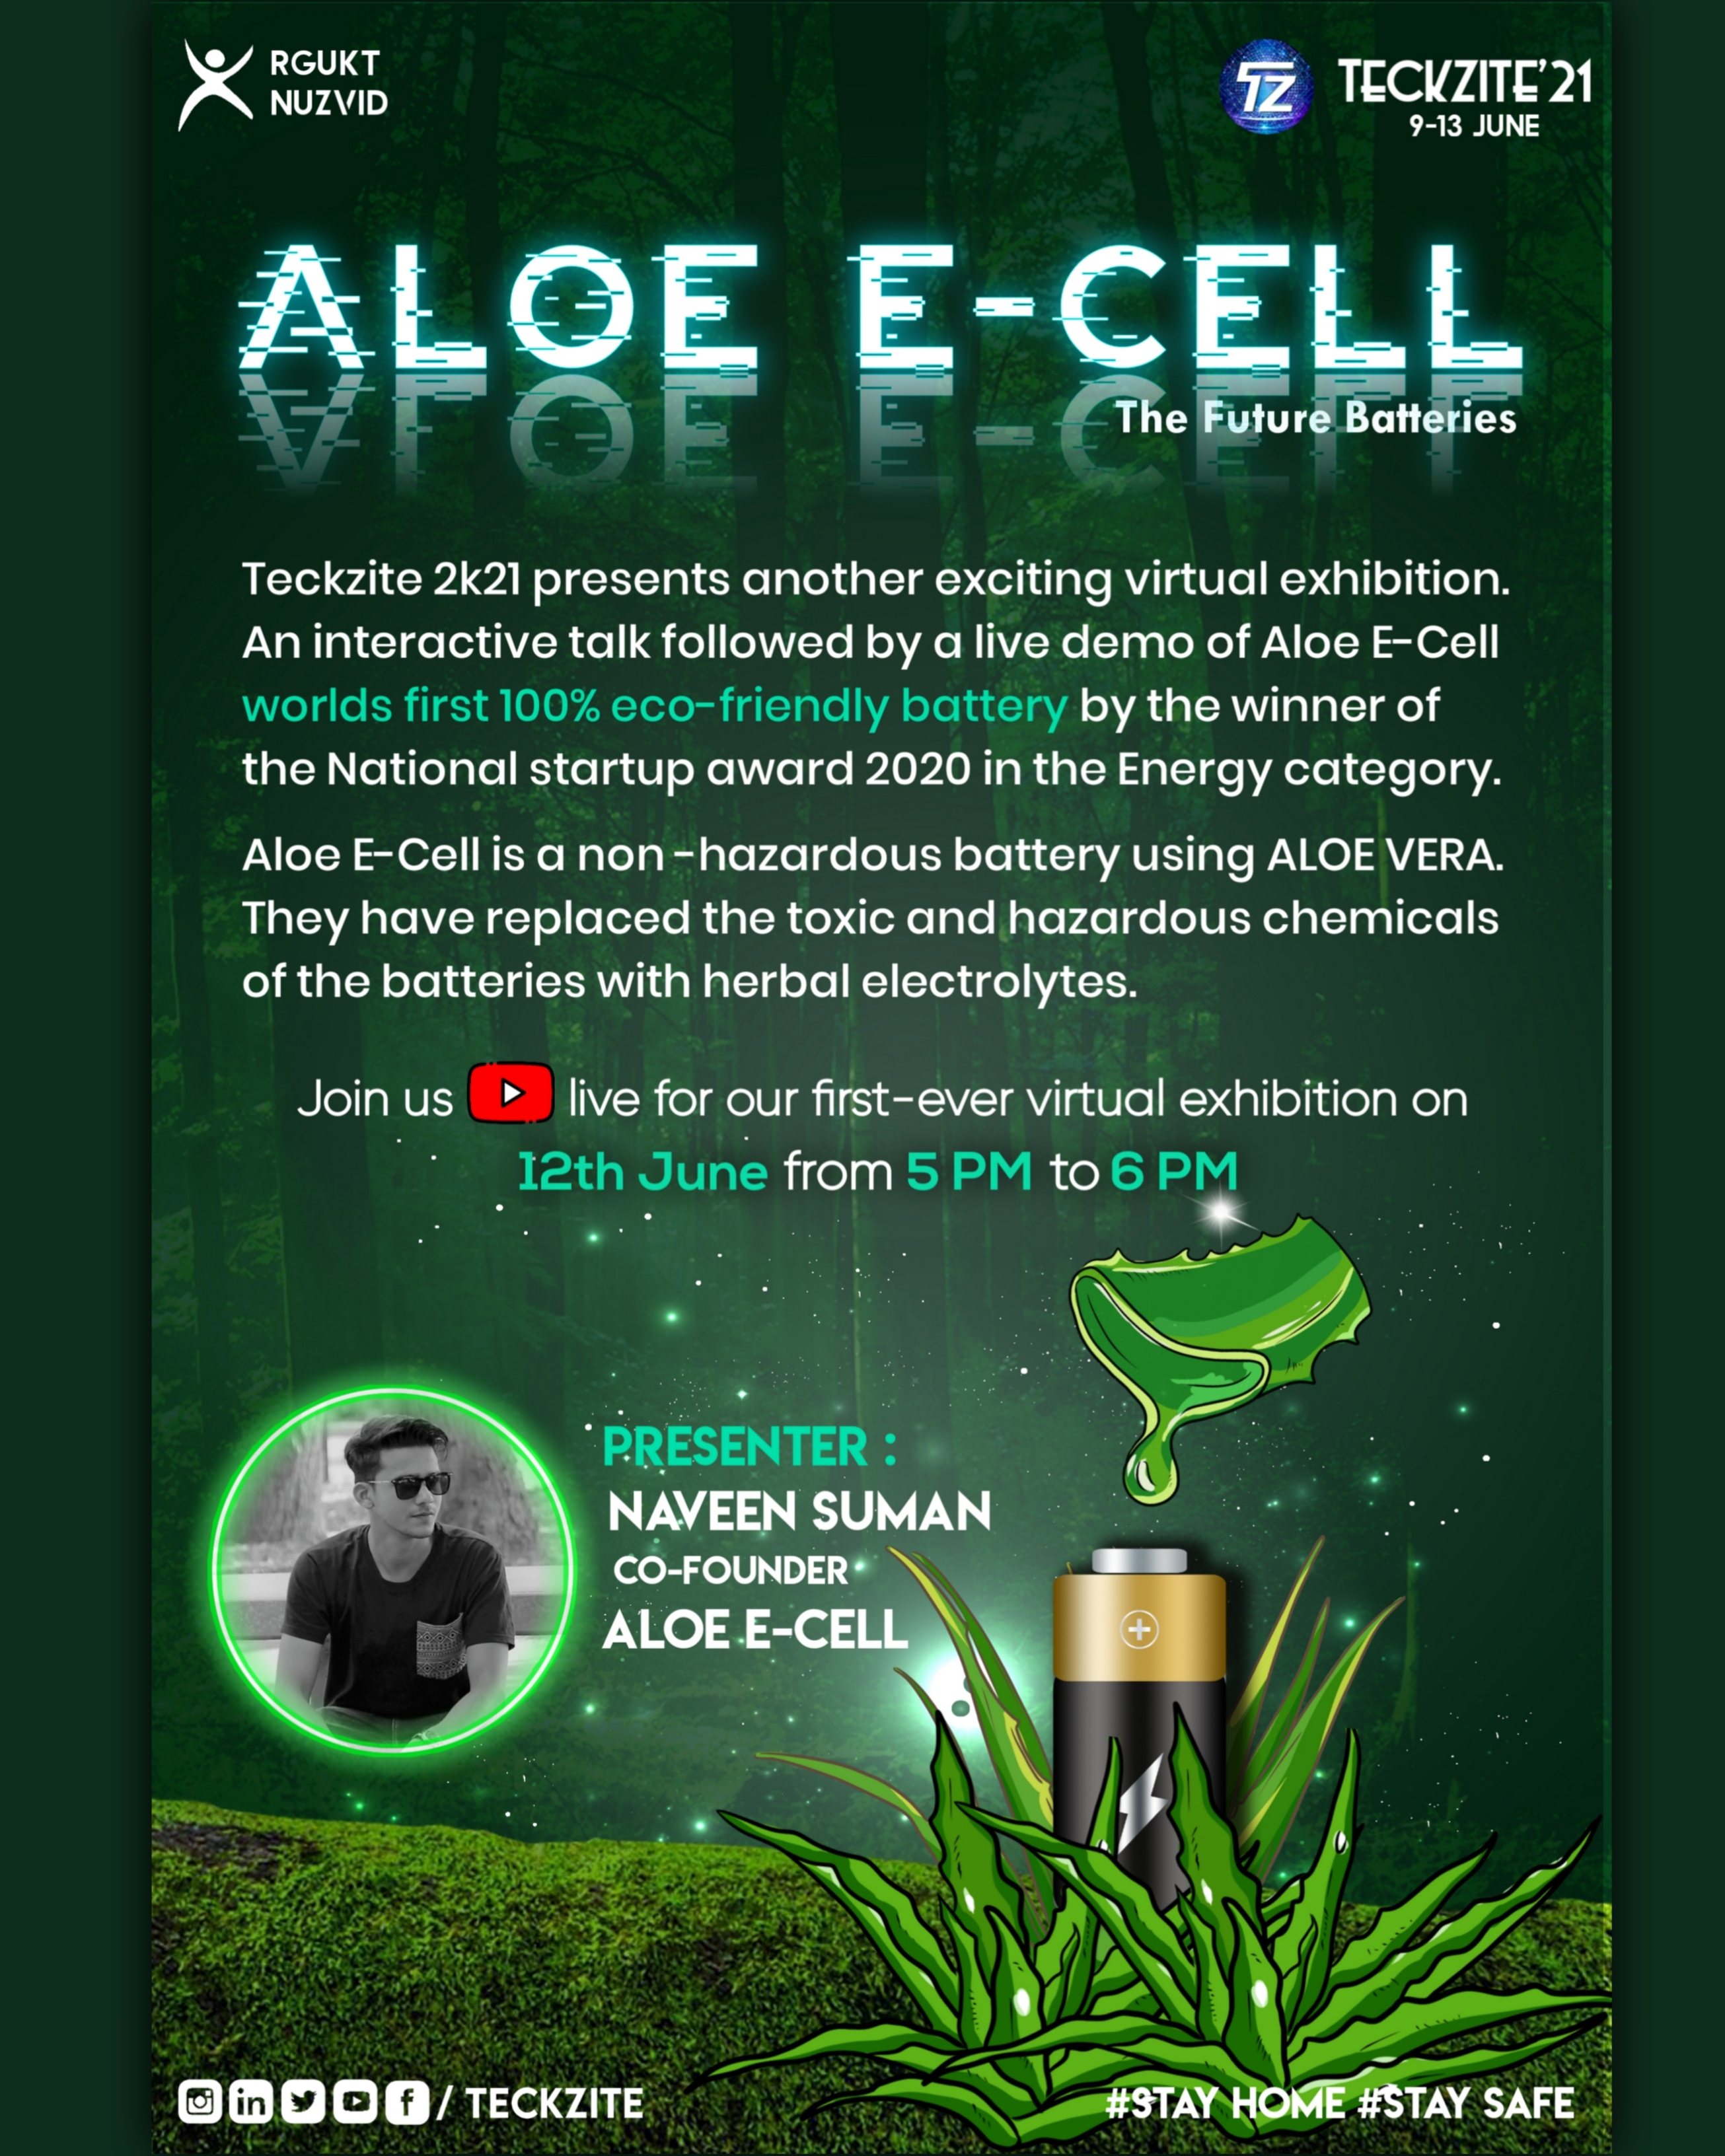 RGUKT
NUZVID
TZ
TECKZITE'21
9-13 JUNE
ALOE E-CELL
The Future Batteries
Teckzite 2k21 presents another exciting virtual exhibition.
An interactive talk followed by a live demo of Aloe E-Cell
worlds first 100% eco-friendly battery by the winner of
the National startup award 2020 in the Energy category.
Aloe E-Cell is a non -hazardous battery using ALOE VERA.
They have replaced the toxic and hazardous chemicals
of the batteries with herbal electrolytes.
Join us live for our first-ever virtual exhibition on
12th June from 5 PM to 6 PM
PRESENTER :
NAVEEN SUMAN
CO-FOUNDER
ALOE E-CELL
/ TECKZITE
#STAY HOME #STAY SAFE